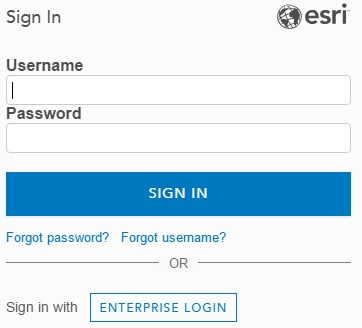 Sign In esri
Username
Password
SIGN IN
Forgot password? Forgot username?
OR
Sign in with ENTERPRISE LOGIN